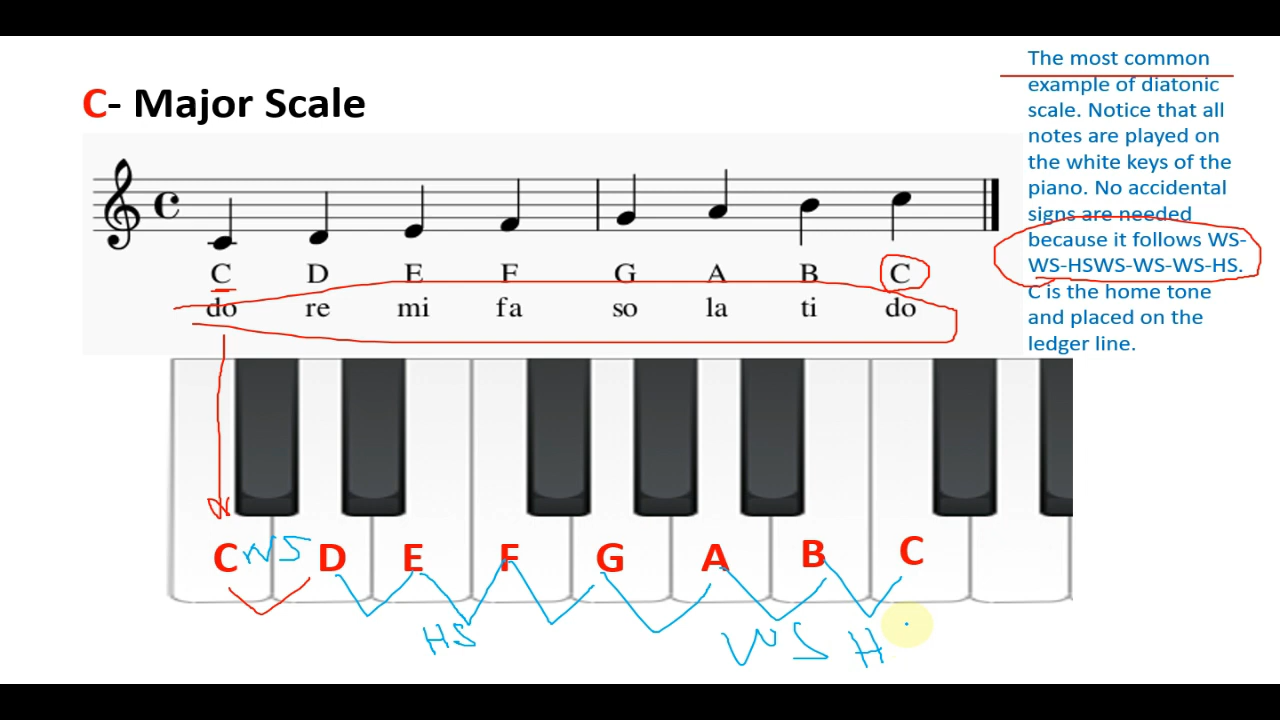 C- Major Scale
The most common
example of diatonic
scale. Notice that all
notes are played on
the white keys of the
piano. No accidental
signs are needed
because it follows WS-
WS-HSWS-WS-WS-HS.
C is the home tone
and placed on the
ledger line.
C D E F G A B C
do re mi fa so la ti do
C WS D E F G A B C
HS WS H